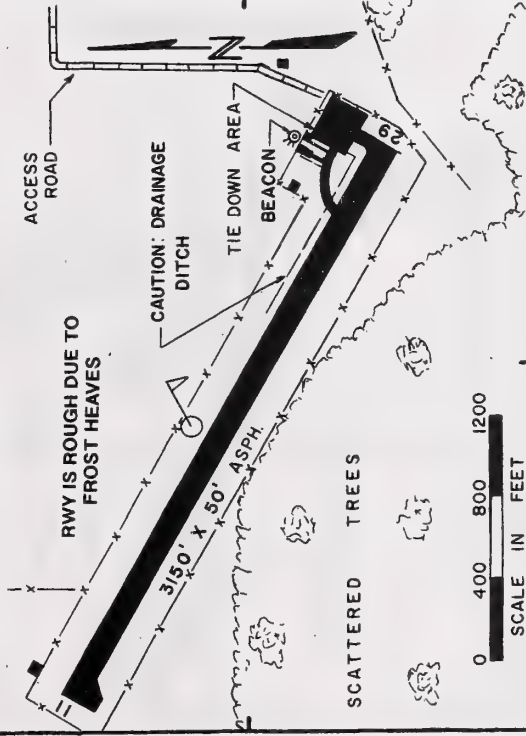 ACCESS
ROAD
N
RWY IS ROUGH DUE TO
FROST HEAVES
CAUTION: DRAINAGE
DITCH
TIE DOWN AREA
BEACON
29
11
3150' X 50' ASPH.
SCATTERED TREES
0 400 800 1200
SCALE IN FEET